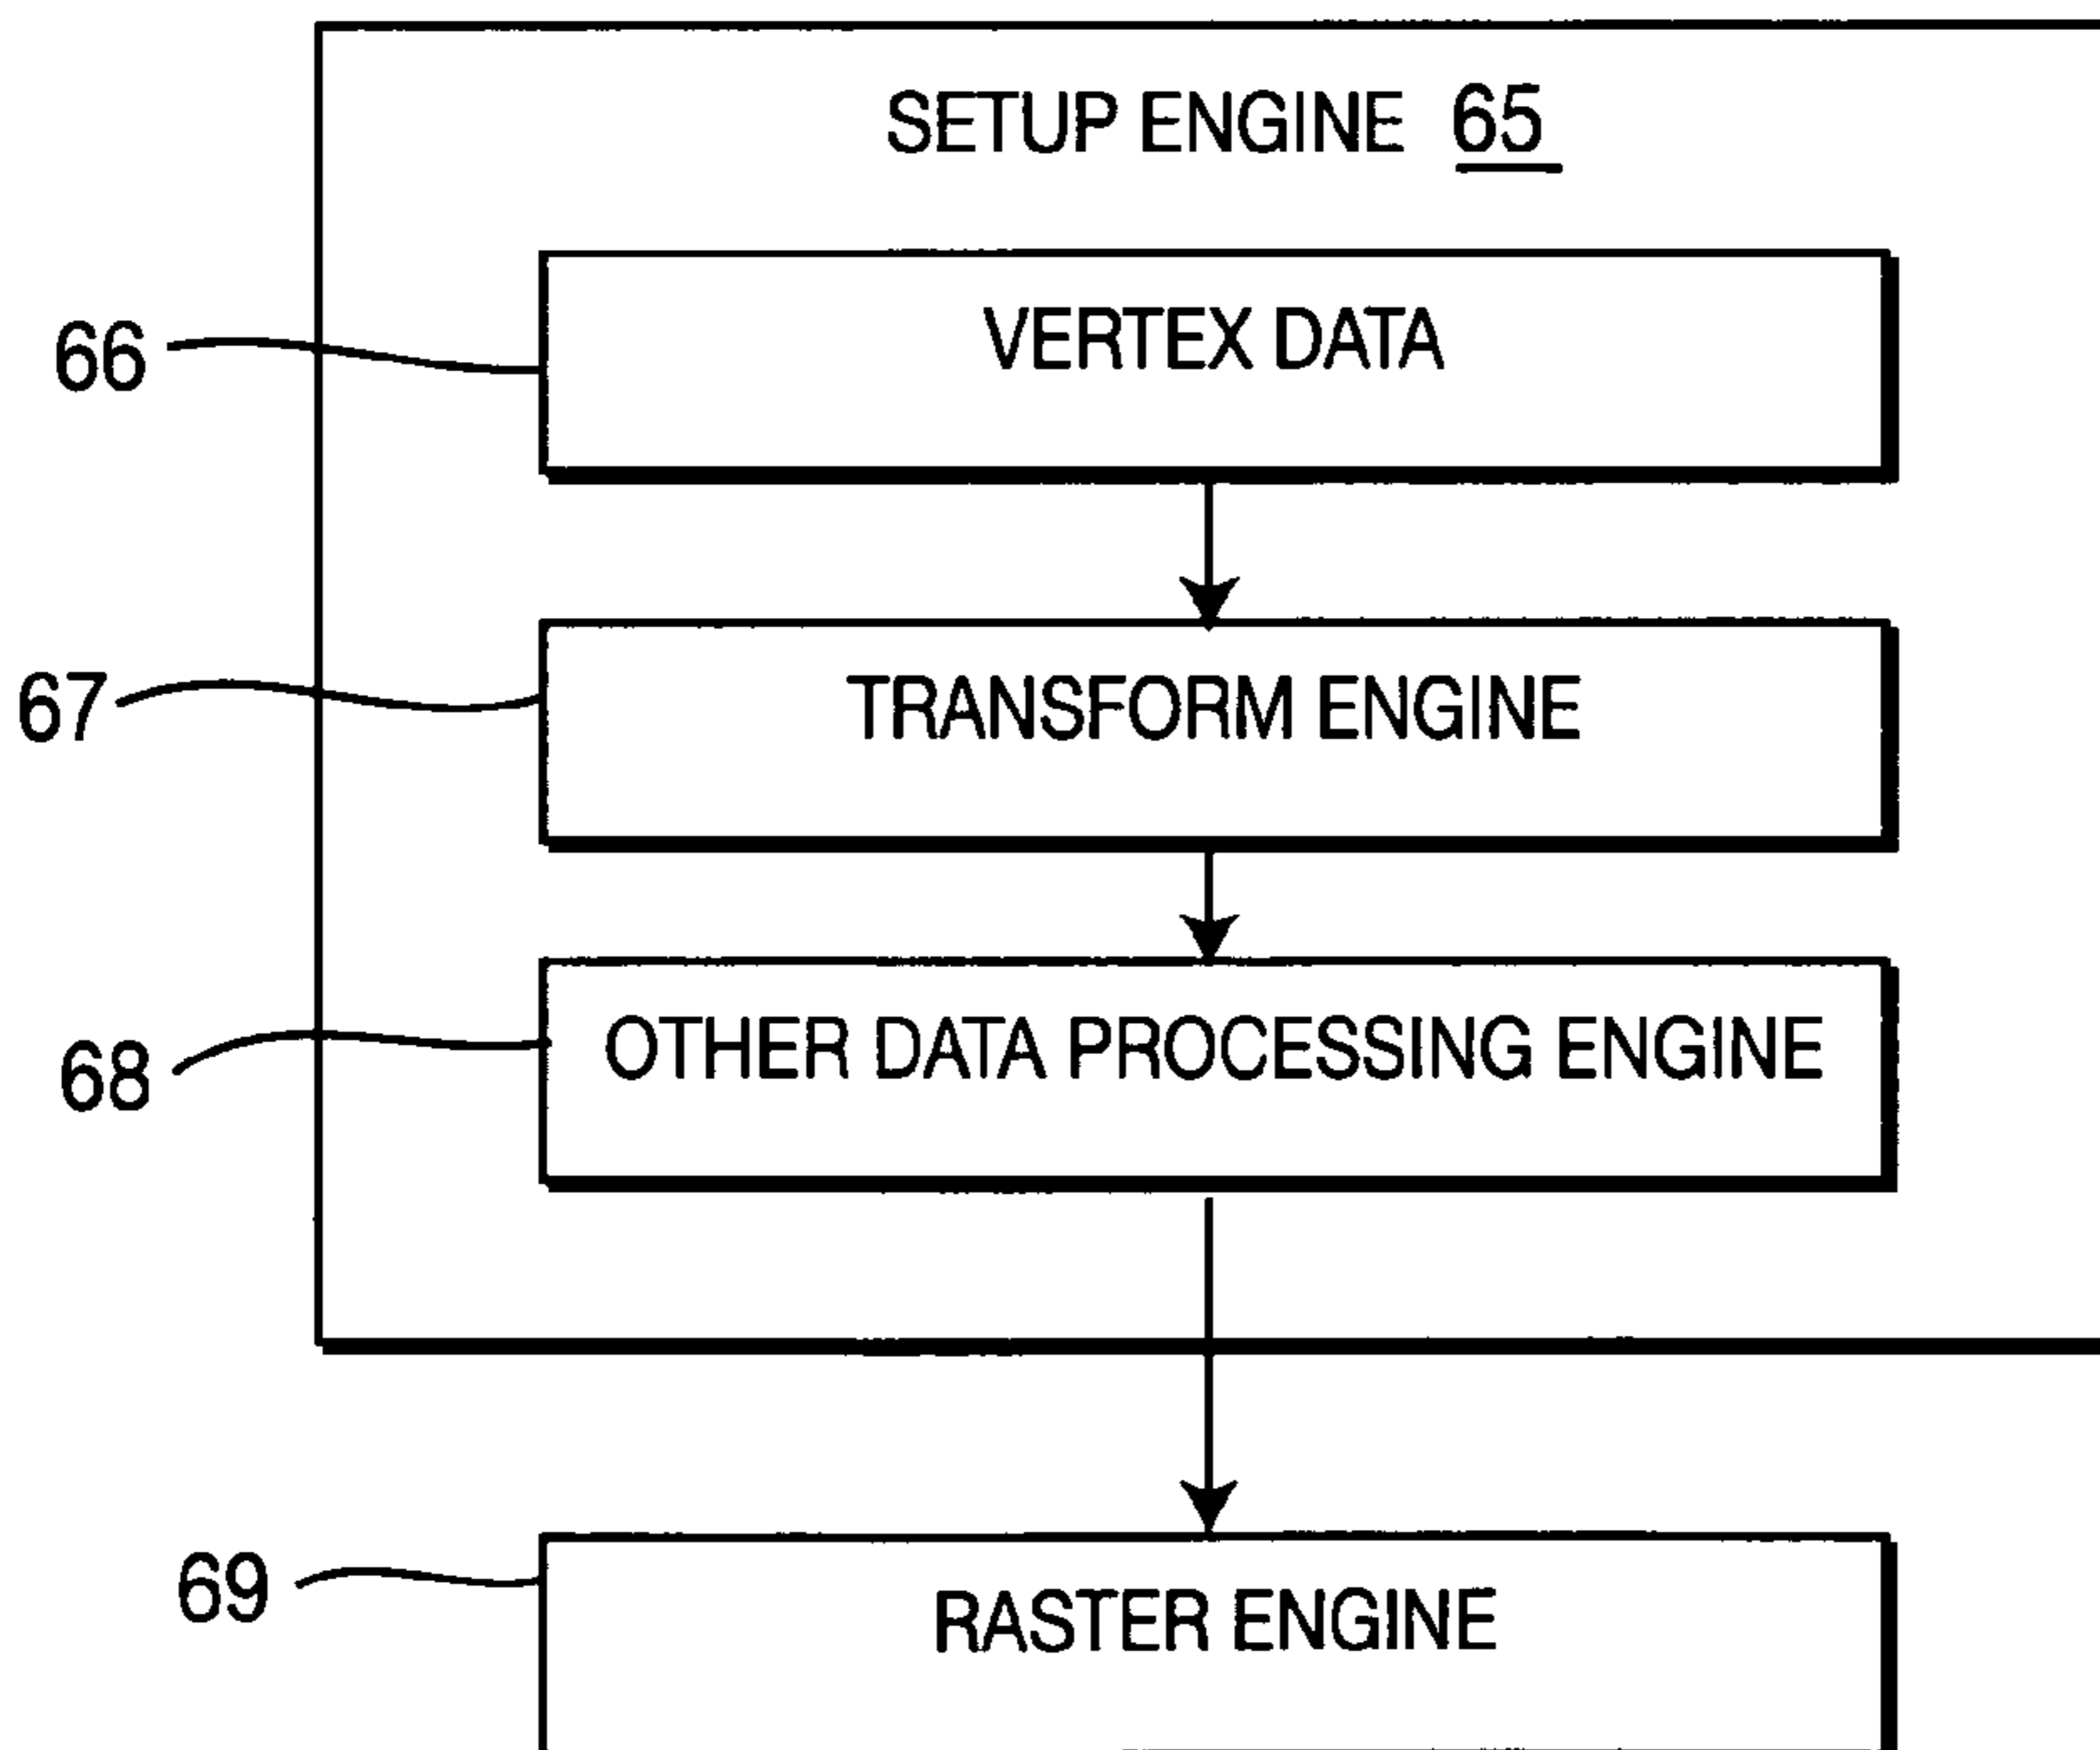 SETUP ENGINE 65
66
VERTEX DATA
67
TRANSFORM ENGINE
68
OTHER DATA PROCESSING ENGINE
69
RASTER ENGINE